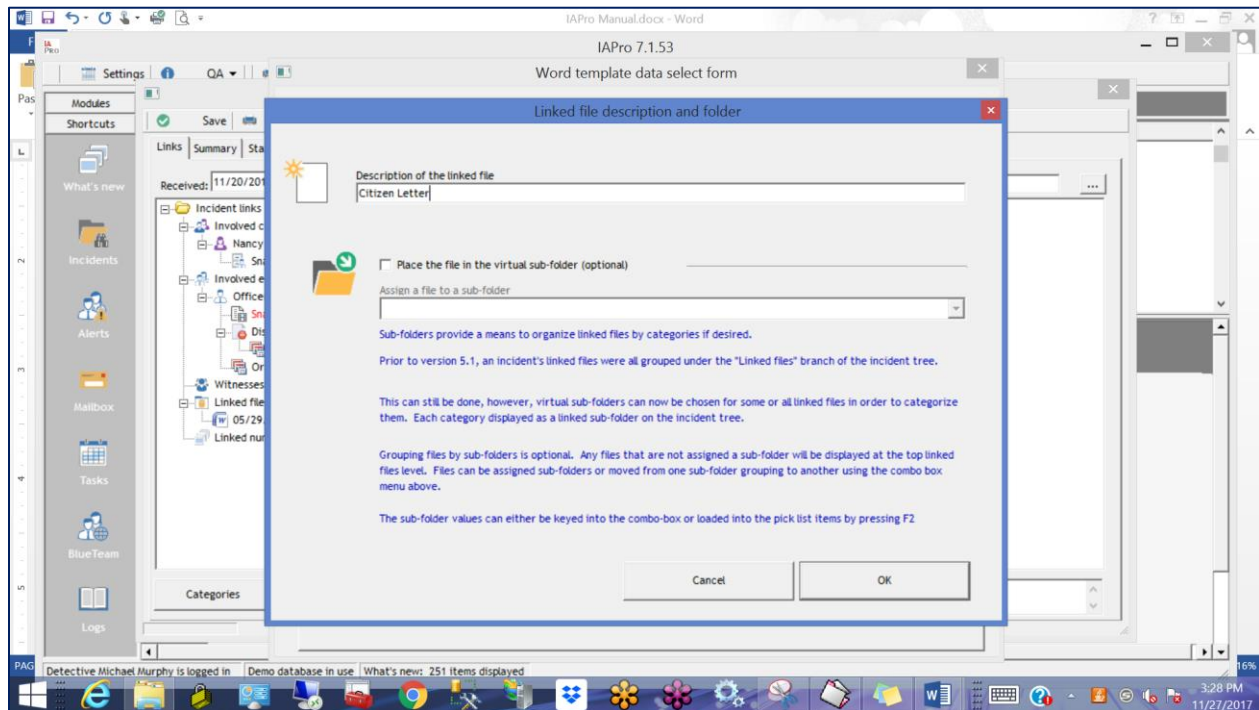 IAPro Manual.docx - Word
IA
PRO
IAPro 7.1.53
Settings
QA
Word template data select form
Pas
Modules
Linked file description and folder
Shortcuts
Save
Links
Summary
Sta
What's new
Received: 11/20/201
Description of the linked file
Citizen Letter
...
Incident links
Involved c
Nancy
Incidents
Involved e
Place the file in the virtual sub-folder (optional)
Office
Assign a file to a sub-folder
Alerts
Sub-folders provide a means to organize linked files by categories if desired.
Prior to version 5.1, an incident's linked files were all grouped under the "Linked files" branch of the incident tree.
Or
Witnesses
Mailbox
Linked file
05/29
Linked nur
This can still be done, however, virtual sub-folders can now be chosen for some or all linked files in order to categorize
them. Each category displayed as a linked sub-folder on the incident tree.
Tasks
Grouping files by sub-folders is optional. Any files that are not assigned a sub-folder will be displayed at the top linked
files level. Files can be assigned sub-folders or moved from one sub-folder grouping to another using the combo box
menu above.
The sub-folder values can either be keyed into the combo-box or loaded into the pick list items by pressing F2
BlueTeam
Cancel
OK
Categories
Logs
PAG
Detective Michael Murphy is logged in
Demo database in use
What's new: 251 items displayed
16%
3:28 PM
11/27/2017